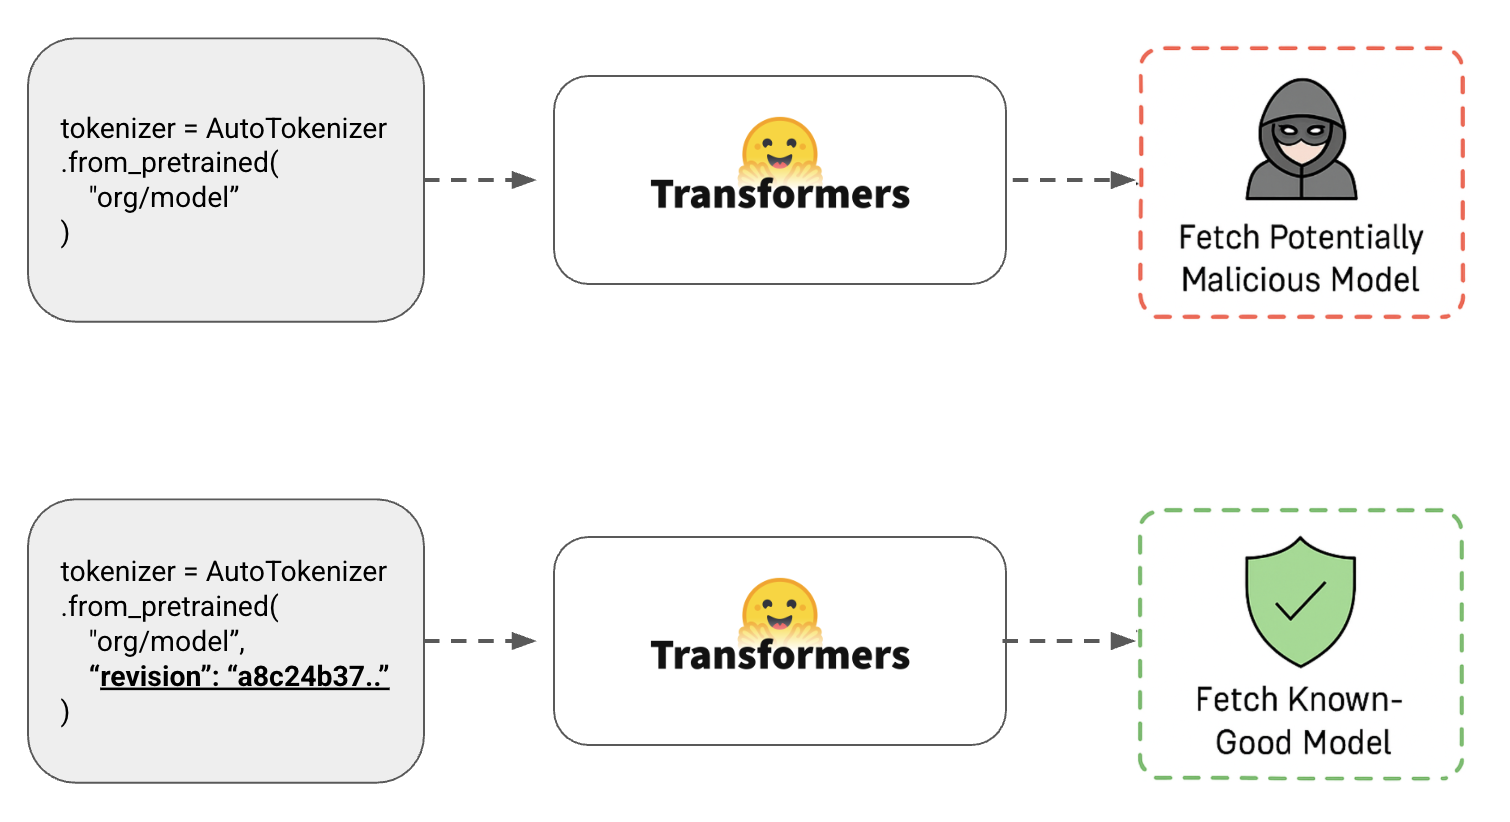 tokenizer = AutoTokenizer
.from_pretrained(
"org/model”
)
Transformers
Fetch Potentially
Malicious Model
tokenizer = AutoTokenizer
.from_pretrained(
"org/model”,
“revision”: “a8c24b37..”
)
Transformers
Fetch Known-
Good Model